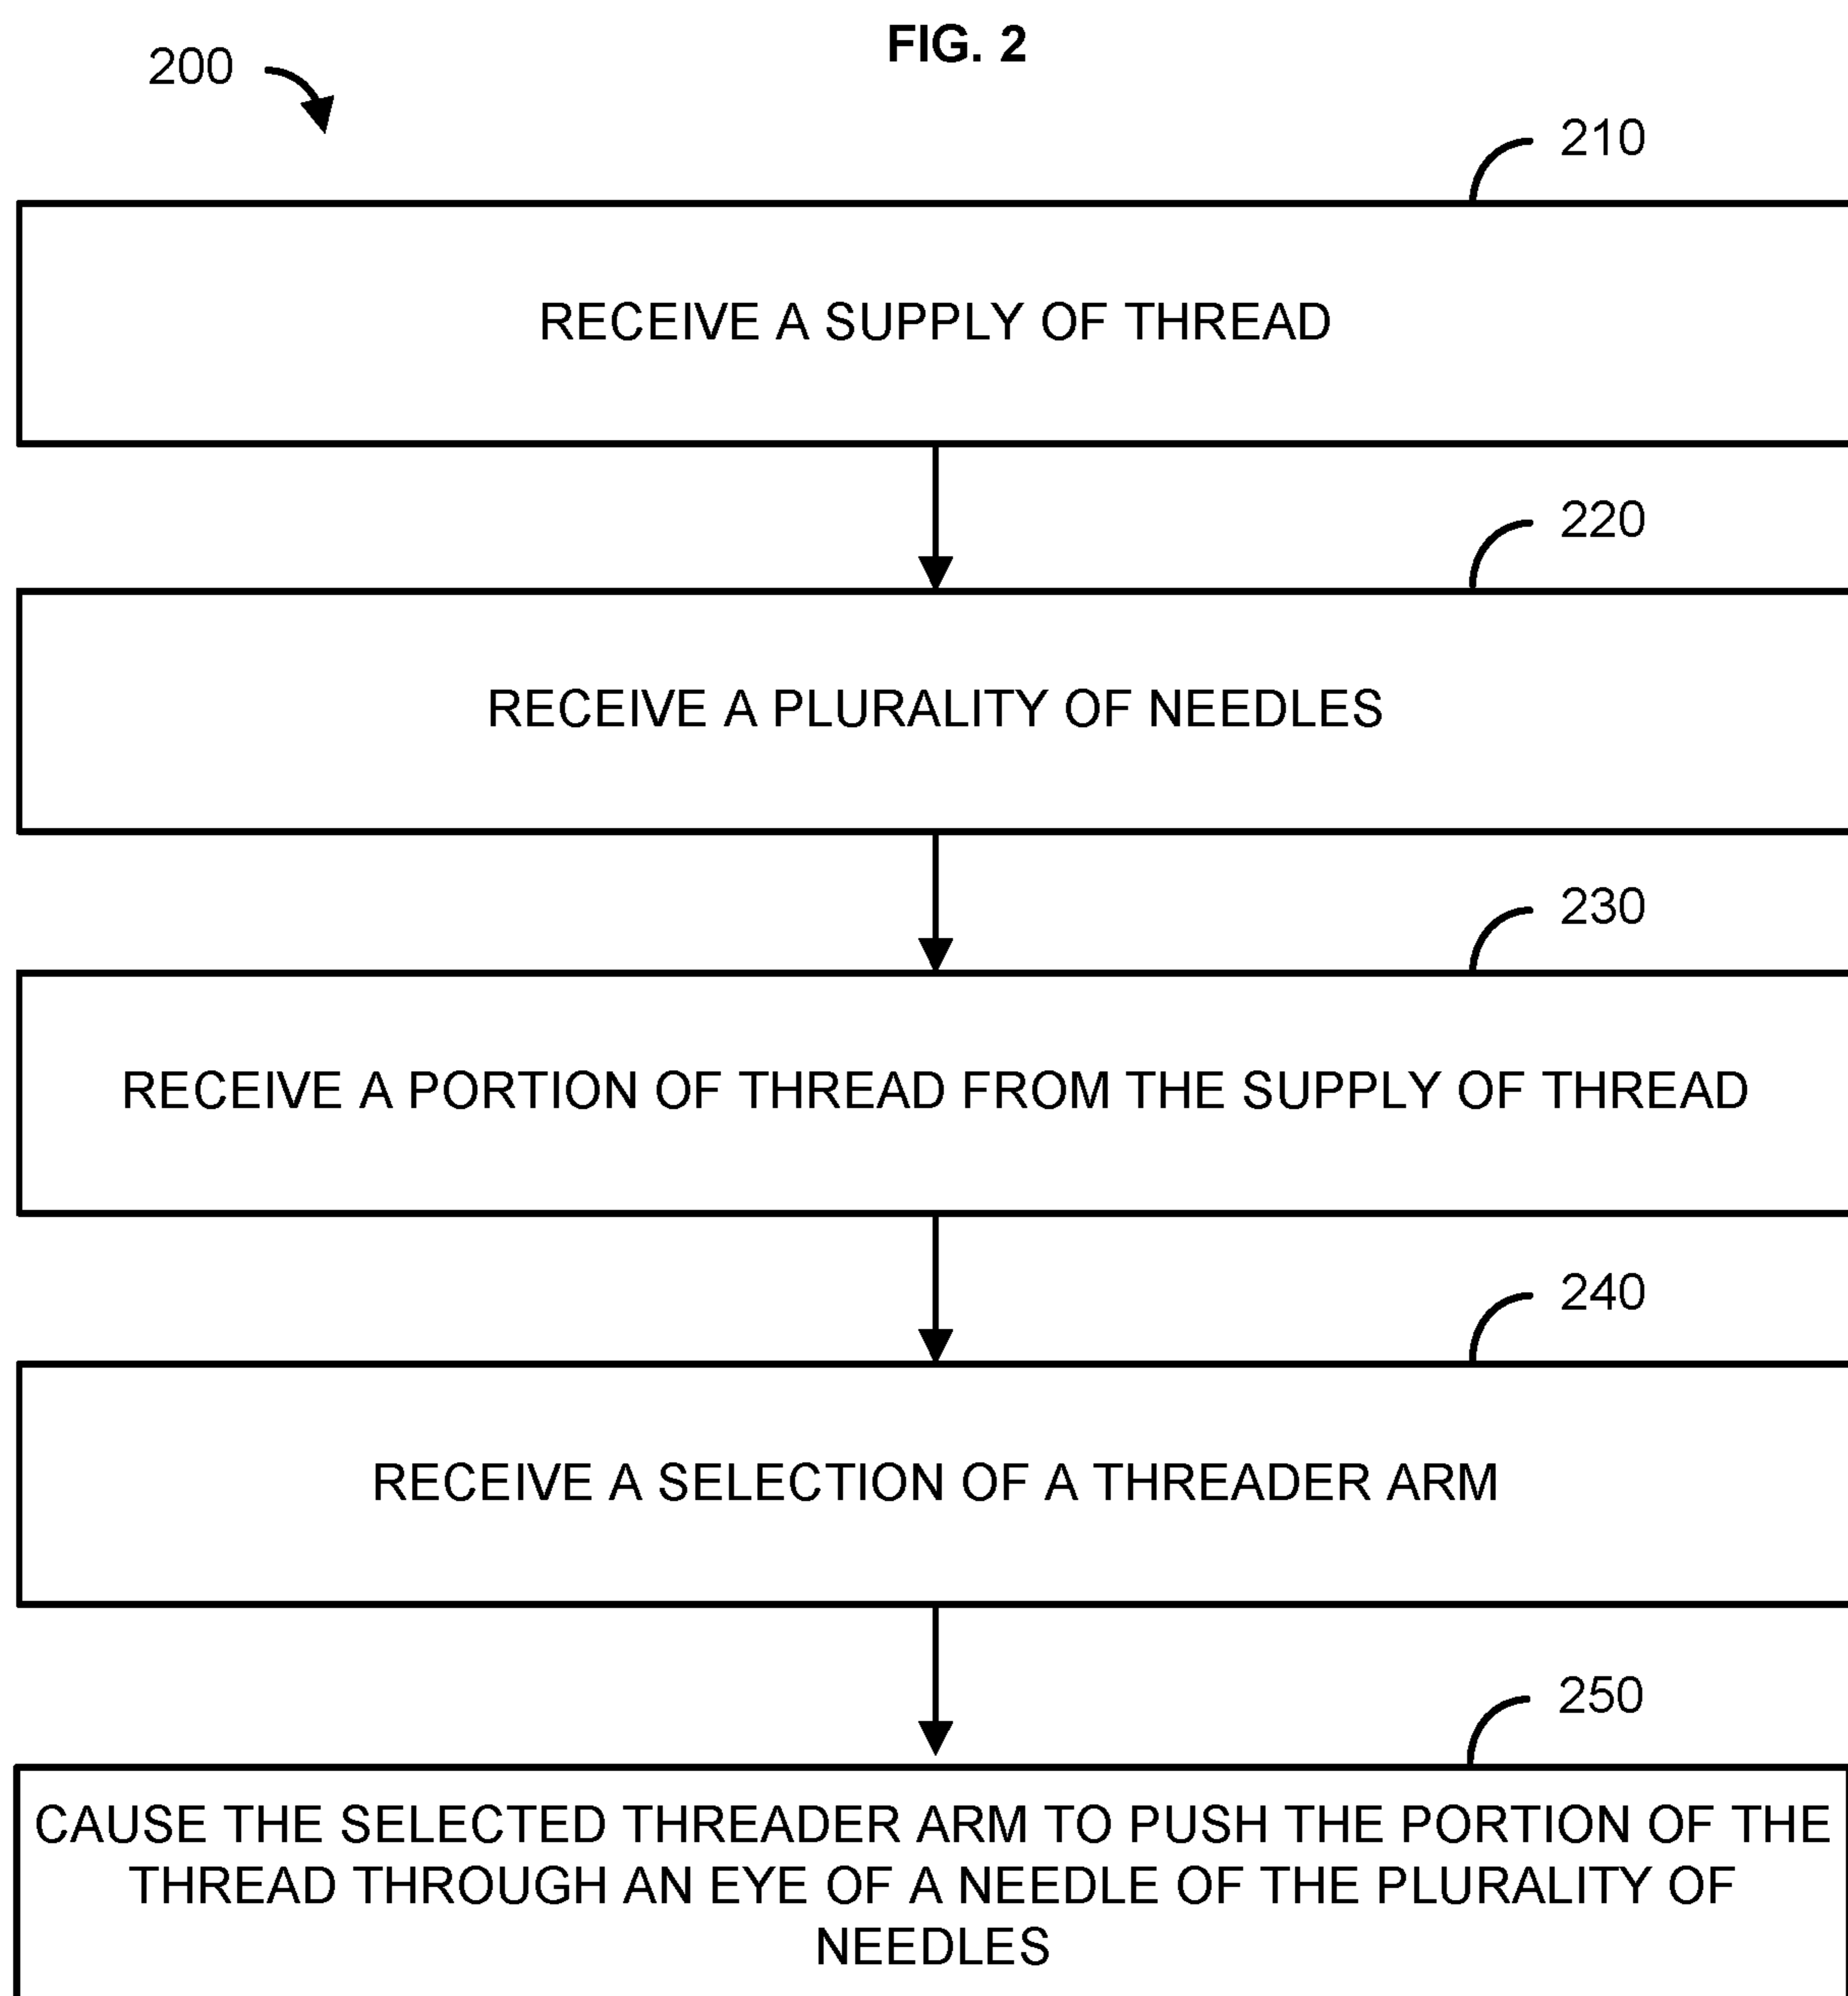 FIG. 2
200
210
RECEIVE A SUPPLY OF THREAD
220
RECEIVE A PLURALITY OF NEEDLES
230
RECEIVE A PORTION OF THREAD FROM THE SUPPLY OF THREAD
240
RECEIVE A SELECTION OF A THREADER ARM
250
CAUSE THE SELECTED THREADER ARM TO PUSH THE PORTION OF THE
THREAD THROUGH AN EYE OF A NEEDLE OF THE PLURALITY OF
NEEDLES